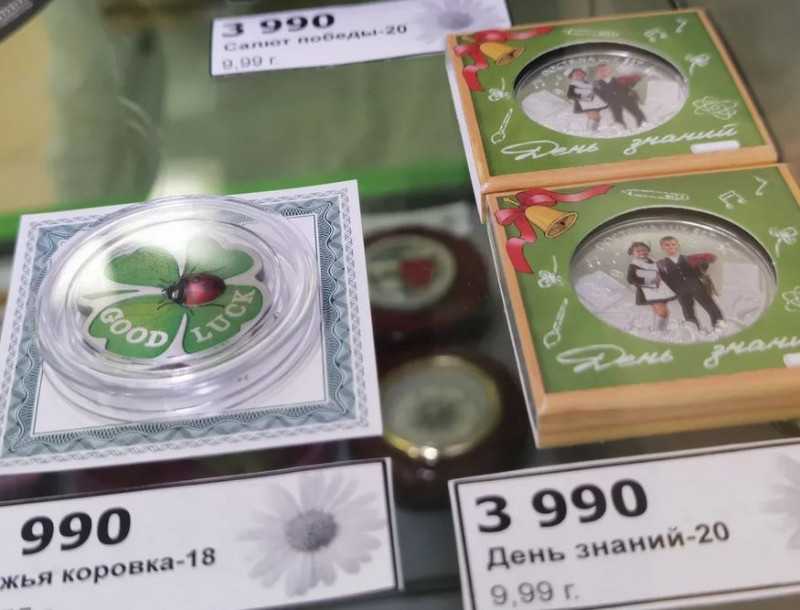 3 990
Салют победы-20
9,99 г.
День знаний
День знаний
GOOD LUCK
990
жья коровка-18
3 990
День знаний-20
9,99 г.